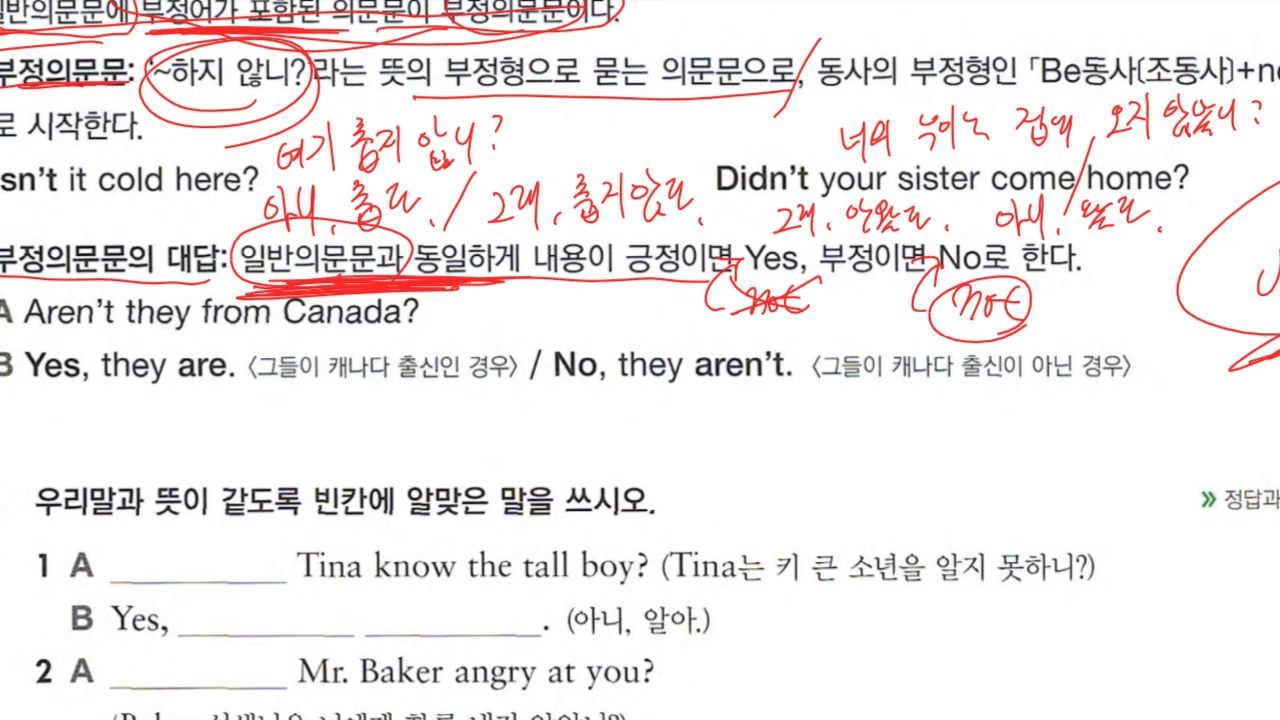 일반의문문에 부정어가 포함된 의문문이 부정의문문이다.
부정의문문: '~하지 않니?'라는 뜻의 부정형으로 묻는 의문문으로, 동사의 부정형인 「Be동사(조동사)+n
로 시작한다.
여기 춥지 않니? 너의 누이는 집에 오지 않았니?
sn't it cold here? Didn't your sister come home?
아니, 춥다. / 그래, 춥지 않다. 그래, 안왔다. 아니, 왔다.
부정의문문의 대답: 일반의문문과 동일하게 내용이 긍정이면 Yes, 부정이면 No로 한다.
not not
A Aren't they from Canada?
B Yes, they are. 〈그들이 캐나다 출신인 경우〉 / No, they aren't. 〈그들이 캐나다 출신이 아닌 경우〉
우리말과 뜻이 같도록 빈칸에 알맞은 말을 쓰시오. » 정답과
1 A ________ Tina know the tall boy? (Tina는 키 큰 소년을 알지 못하니?)
B Yes, ________ ________. (아니, 알아.)
2 A ________ Mr. Baker angry at you?